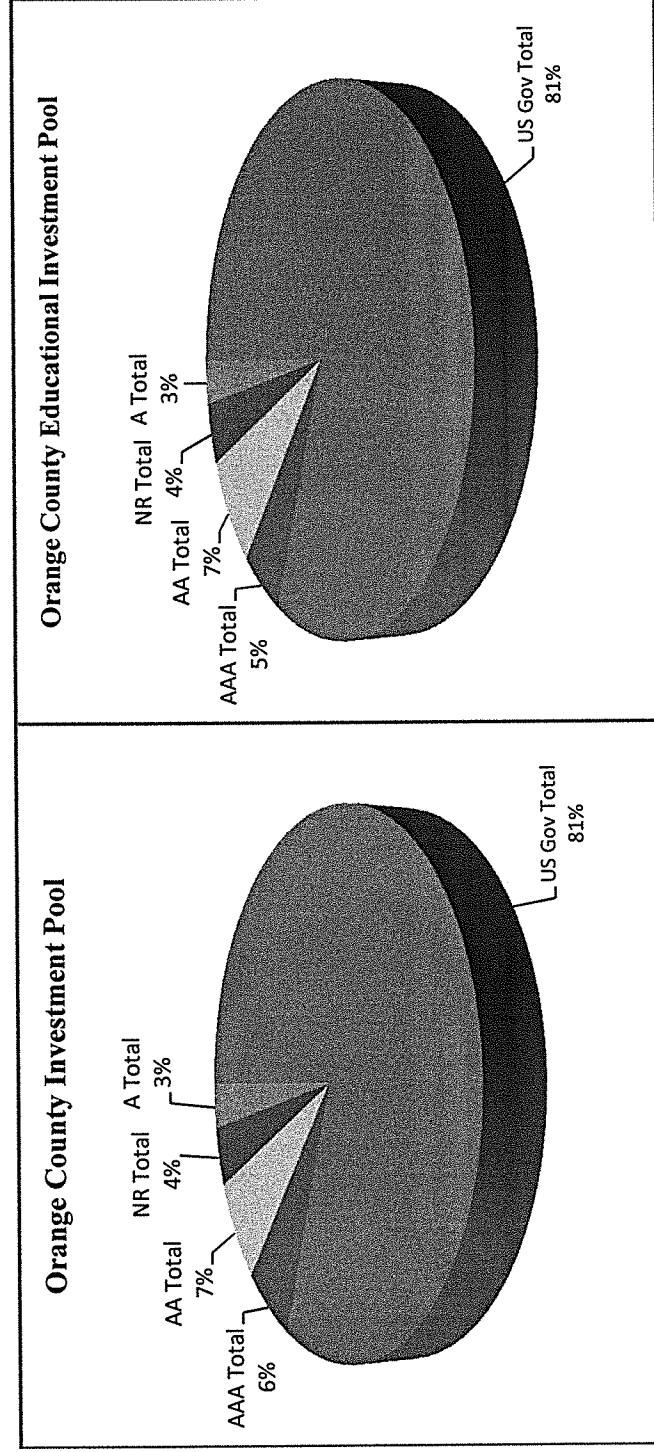 Orange County Investment Pool
A Total
3%
NR Total
4%
AA Total
7%
AAA Total
6%
US Gov Total
81%
Orange County Educational Investment Pool
A Total
3%
NR Total
4%
AA Total
7%
AAA Total
5%
US Gov Total
81%